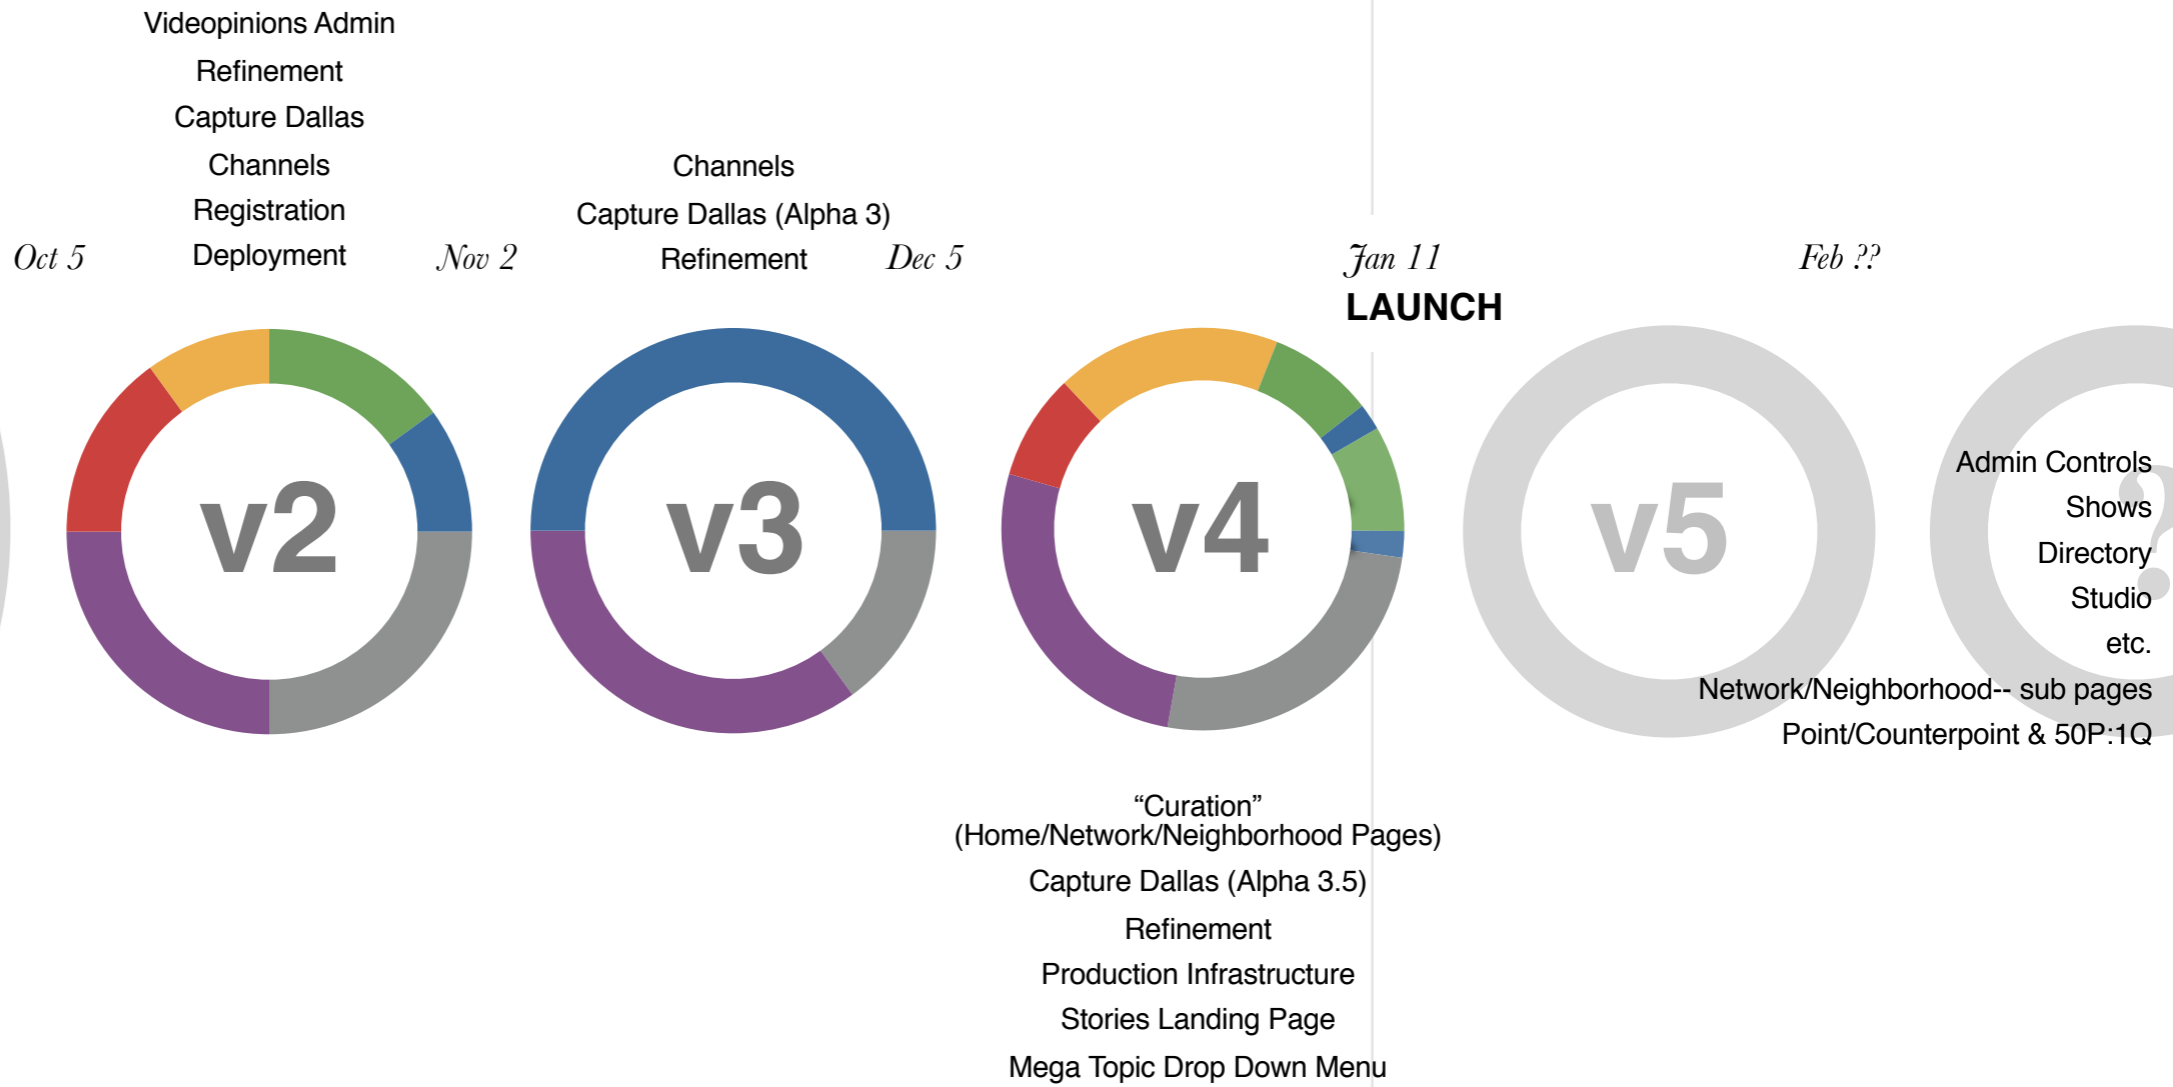 Videopinions Admin
Refinement
Capture Dallas
Channels
Registration
Deployment
Channels
Capture Dallas (Alpha 3)
Refinement
Oct 5
Nov 2
Dec 5
Jan 11
LAUNCH
Feb ??
v2
v3
v4
v5
?
Admin Controls
Shows
Directory
Studio
etc.
Network/Neighborhood-- sub pages
Point/Counterpoint & 50P:1Q
“Curation”
(Home/Network/Neighborhood Pages)
Capture Dallas (Alpha 3.5)
Refinement
Production Infrastructure
Stories Landing Page
Mega Topic Drop Down Menu